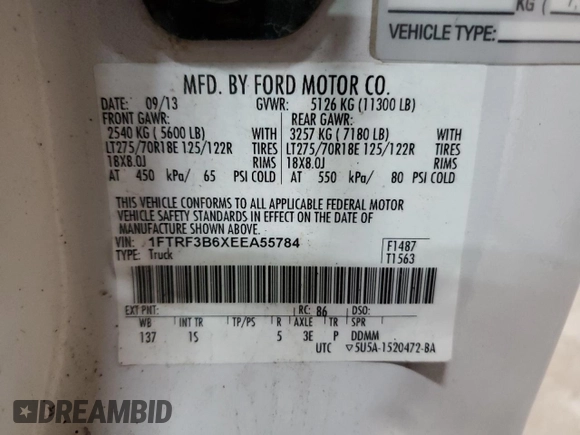 KG (
VEHICLE TYPE:
MFD. BY FORD MOTOR CO.
DATE: 09/13 GVWR: 5126 KG (11300 LB)
FRONT GAWR: REAR GAWR:
2540 KG ( 5600 LB) WITH 3257 KG ( 7180 LB) WITH
LT275/70R18E 125/122R TIRES LT275/70R18E 125/122R TIRES
18X8.0J RIMS 18X8.0J RIMS
AT 450 kPa/ 65 PSI COLD AT 550 kPa/ 80 PSI COLD
THIS VEHICLE CONFORMS TO ALL APPLICABLE FEDERAL MOTOR
VEHICLE SAFETY STANDARDS IN EFFECT ON THE DATE OF
MANUFACTURE SHOWN ABOVE.
VIN: 1FTRF3B6XEEA55784 F1487
TYPE: Truck T1563
EXT PNT: RC: 86 DSO:
WB INT TR TP/PS R AXLE TR SPR
137 1S 5 3E P DDMM
UTC ▽5U5A-1520472-BA
DREAMBID